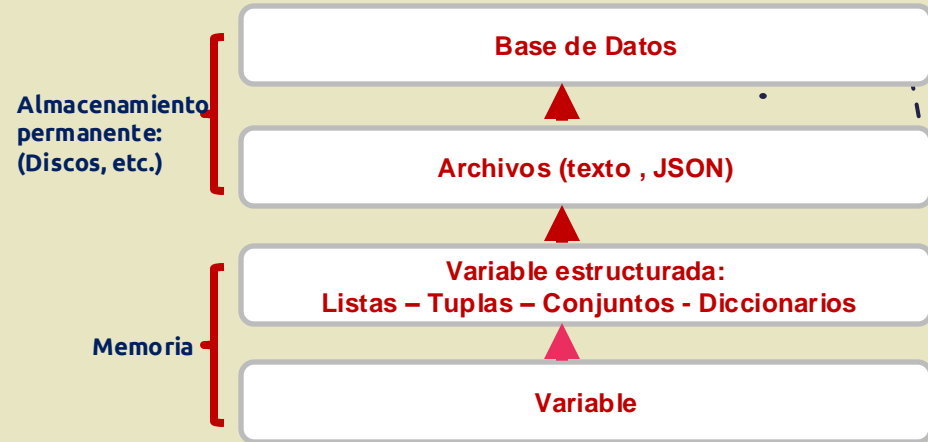 Base de Datos
Almacenamiento
permanente:
(Discos, etc.)
Archivos (texto , JSON)
Variable estructurada:
Listas – Tuplas – Conjuntos - Diccionarios
Memoria
Variable